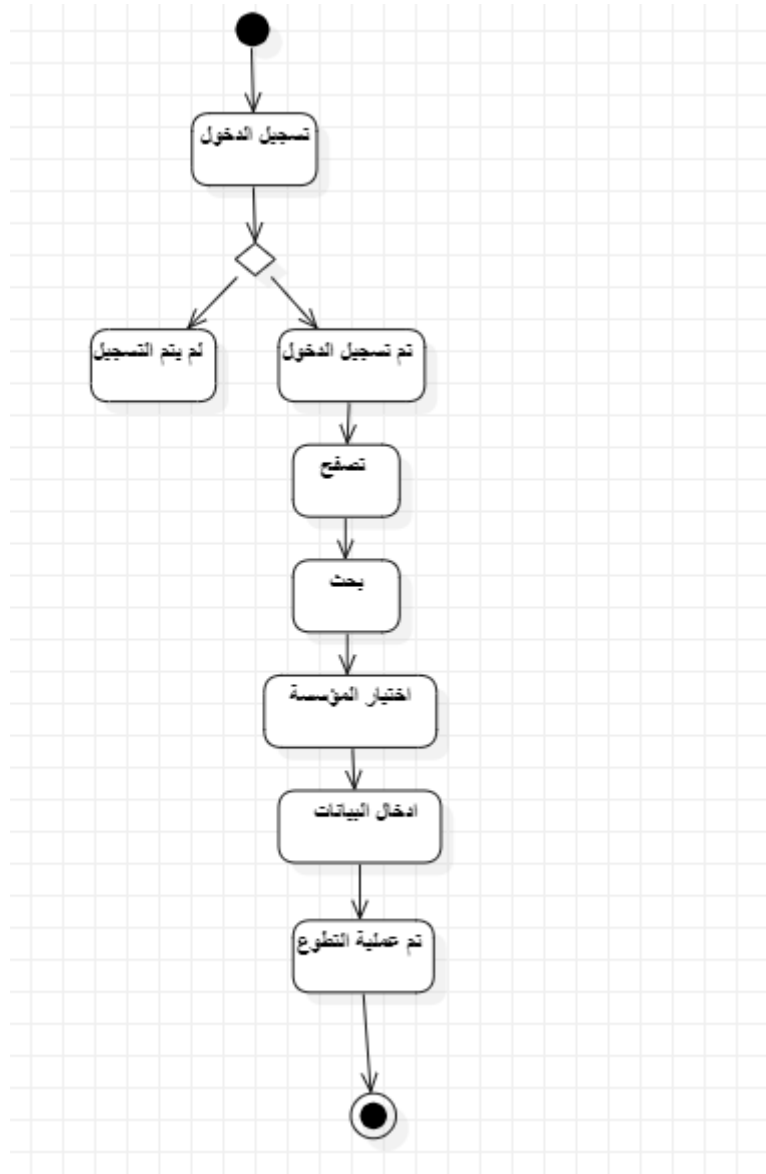 تسجيل الدخول
لم يتم التسجيل
تم تسجيل الدخول
تصفح
بحث
اختيار المؤسسة
ادخال البيانات
تم عملية التطوع